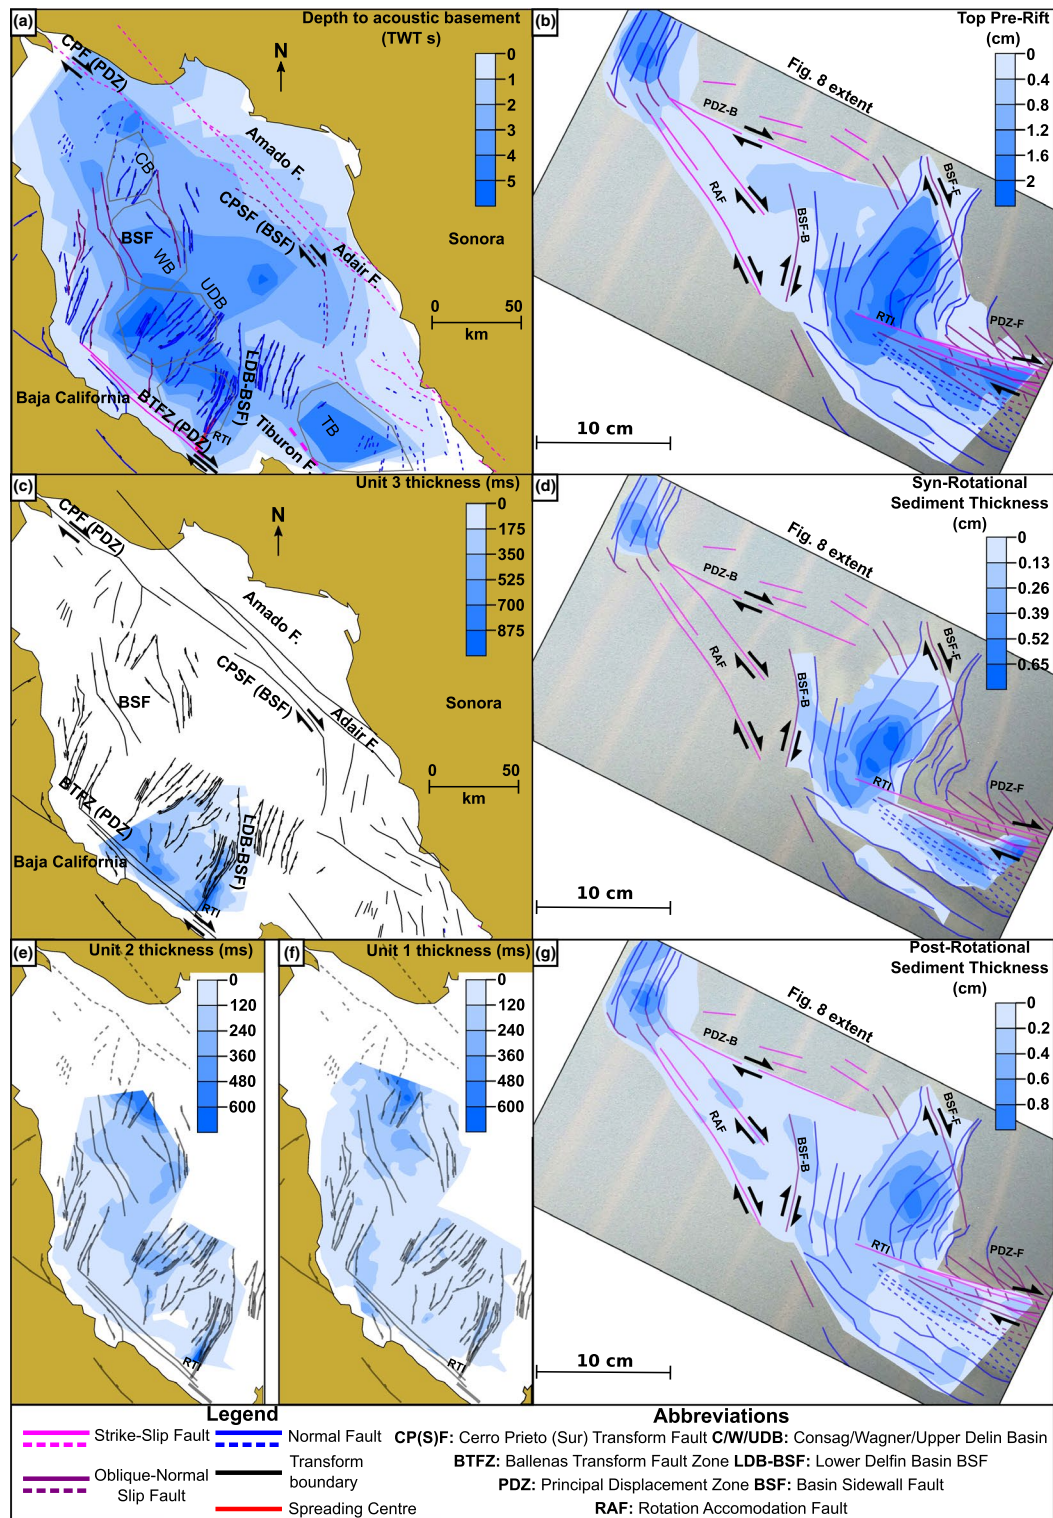 (a)
Depth to acoustic basement
(TWT s)
0
1
2
3
4
5
N
CPF (PDZ)
Amado F.
CB
CPSF (BSF)
BSF
WB
Adair F.
Sonora
UDB
0 50
km
LDB-BSF)
Baja California
BTFZ (PDZ)
RTI
Tiburon F.
TB
(b)
Top Pre-Rift
(cm)
0
0.4
0.8
1.2
1.6
2
Fig. 8 extent
PDZ-B
RAF
BSF-B
BSF-F
RTI
PDZ-F
10 cm
(c)
Unit 3 thickness (ms)
0
175
350
525
700
875
N
CPF (PDZ)
Amado F.
CPSF (BSF)
BSF
Adair F.
Sonora
0 50
km
BTFZ (PDZ)
LDB-BSF)
Baja California
RTI
(d)
Syn-Rotational
Sediment Thickness
(cm)
0
0.13
0.26
0.39
0.52
0.65
Fig. 8 extent
PDZ-B
RAF
BSF-B
BSF-F
RTI
PDZ-F
10 cm
(e)
Unit 2 thickness (ms)
0
120
240
360
480
600
RTI
(f)
Unit 1 thickness (ms)
0
120
240
360
480
600
RTI
(g)
Post-Rotational
Sediment Thickness
(cm)
0
0.2
0.4
0.6
0.8
Fig. 8 extent
PDZ-B
RAF
BSF-B
BSF-F
RTI
PDZ-F
10 cm
Legend
Strike-Slip Fault
Normal Fault
Oblique-Normal
Slip Fault
Transform
boundary
Spreading Centre
Abbreviations
CP(S)F: Cerro Prieto (Sur) Transform Fault C/W/UDB: Consag/Wagner/Upper Delin Basin
BTFZ: Ballenas Transform Fault Zone LDB-BSF: Lower Delfin Basin BSF
PDZ: Principal Displacement Zone BSF: Basin Sidewall Fault
RAF: Rotation Accomodation Fault